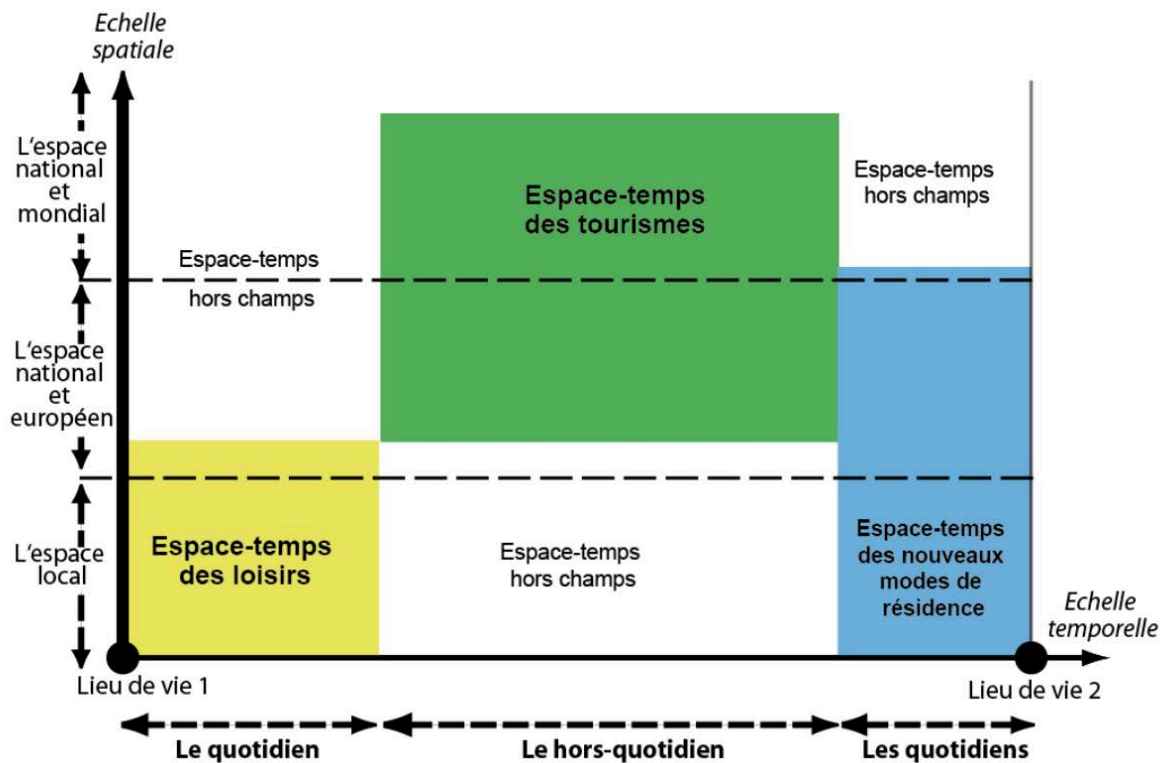 Echelle
spatiale
L'espace
national
et
mondial
Espace-temps
des tourismes
Espace-temps
hors champs
Espace-temps
hors champs
L'espace
national
et
européen
L'espace
local
Espace-temps
des loisirs
Espace-temps
hors champs
Espace-temps
des nouveaux
modes de
résidence
Echelle
temporelle
Lieu de vie 1
Lieu de vie 2
Le quotidien
Le hors-quotidien
Les quotidiens